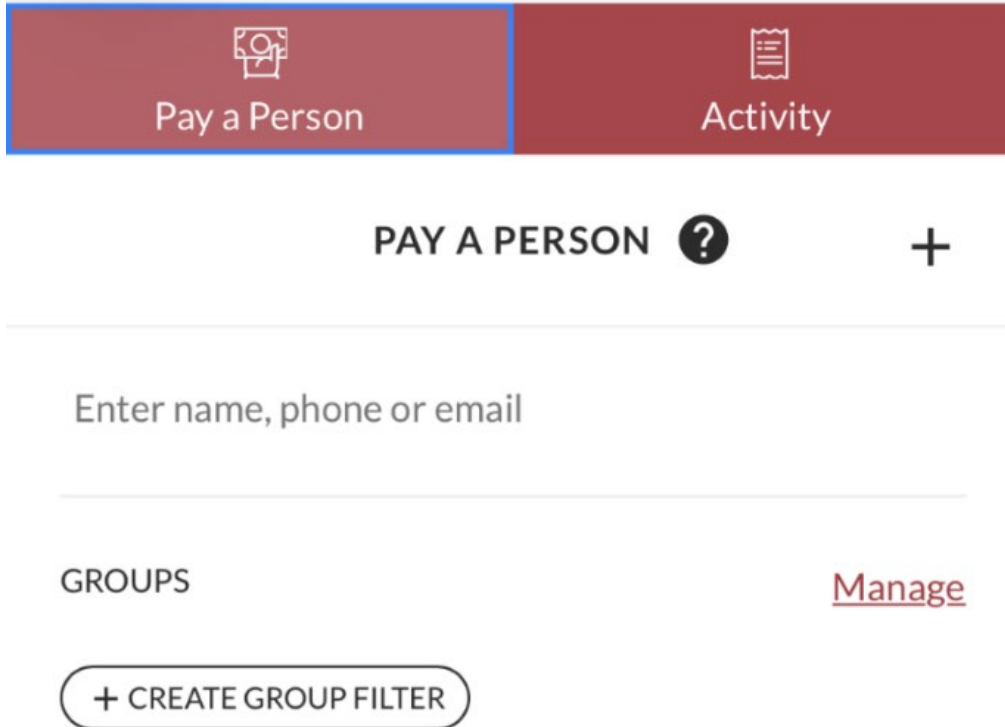 Pay a Person
Activity
PAY A PERSON ?
+
Enter name, phone or email
GROUPS
Manage
+ CREATE GROUP FILTER